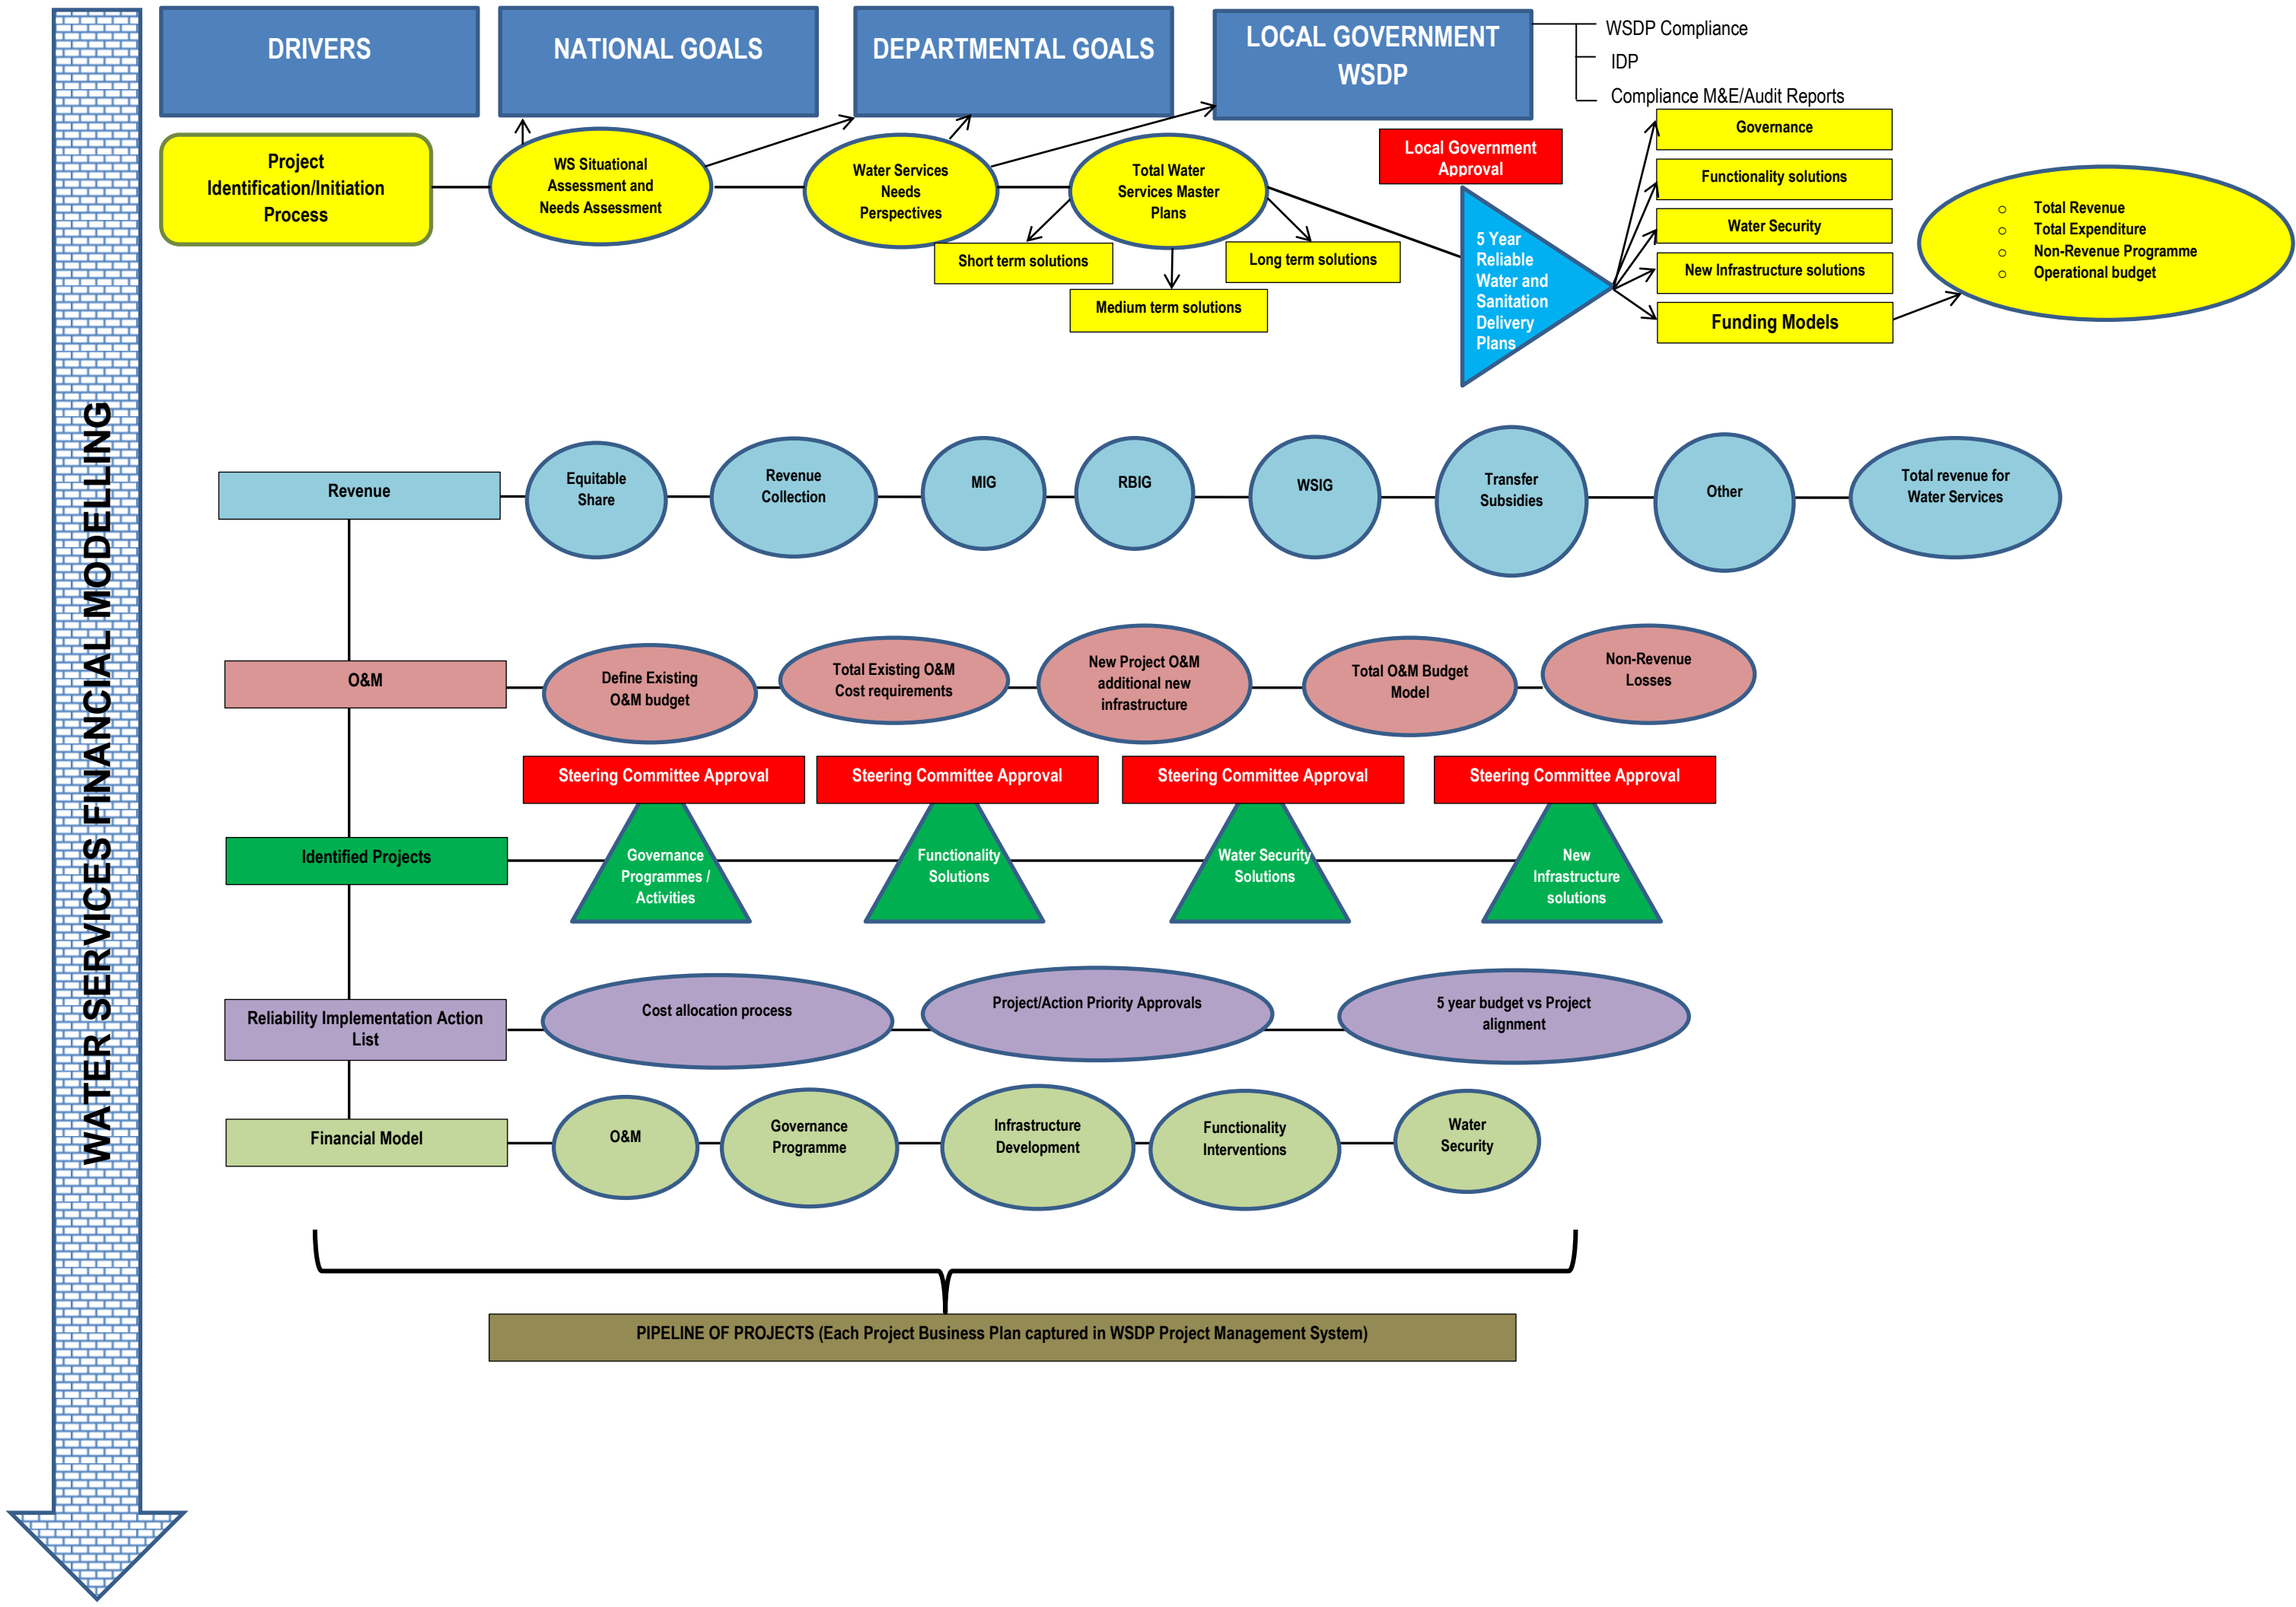 DRIVERS
NATIONAL GOALS
DEPARTMENTAL GOALS
LOCAL GOVERNMENT
WSDP
WSDP Compliance
IDP
Compliance M&E/Audit Reports
Project
Identification/Initiation
Process
WS Situational
Assessment and
Needs Assessment
Water Services
Needs
Perspectives
Total Water
Services Master
Plans
Short term solutions
Medium term solutions
Long term solutions
Local Government
Approval
5 Year
Reliable
Water and
Sanitation
Delivery
Plans
Governance
Functionality solutions
Water Security
New Infrastructure solutions
Funding Models
o Total Revenue
o Total Expenditure
o Non-Revenue Programme
o Operational budget
WATER SERVICES FINANCIAL MODELLING
Revenue
Equitable
Share
Revenue
Collection
MIG
RBIG
WSIG
Transfer
Subsidies
Other
Total revenue for
Water Services
O&M
Define Existing
O&M budget
Total Existing O&M
Cost requirements
New Project O&M
additional new
infrastructure
Total O&M Budget
Model
Non-Revenue
Losses
Steering Committee Approval
Steering Committee Approval
Steering Committee Approval
Steering Committee Approval
Identified Projects
Governance
Programmes /
Activities
Functionality
Solutions
Water Security
Solutions
New
Infrastructure
solutions
Reliability Implementation Action
List
Cost allocation process
Project/Action Priority Approvals
5 year budget vs Project
alignment
Financial Model
O&M
Governance
Programme
Infrastructure
Development
Functionality
Interventions
Water
Security
PIPELINE OF PROJECTS (Each Project Business Plan captured in WSDP Project Management System)